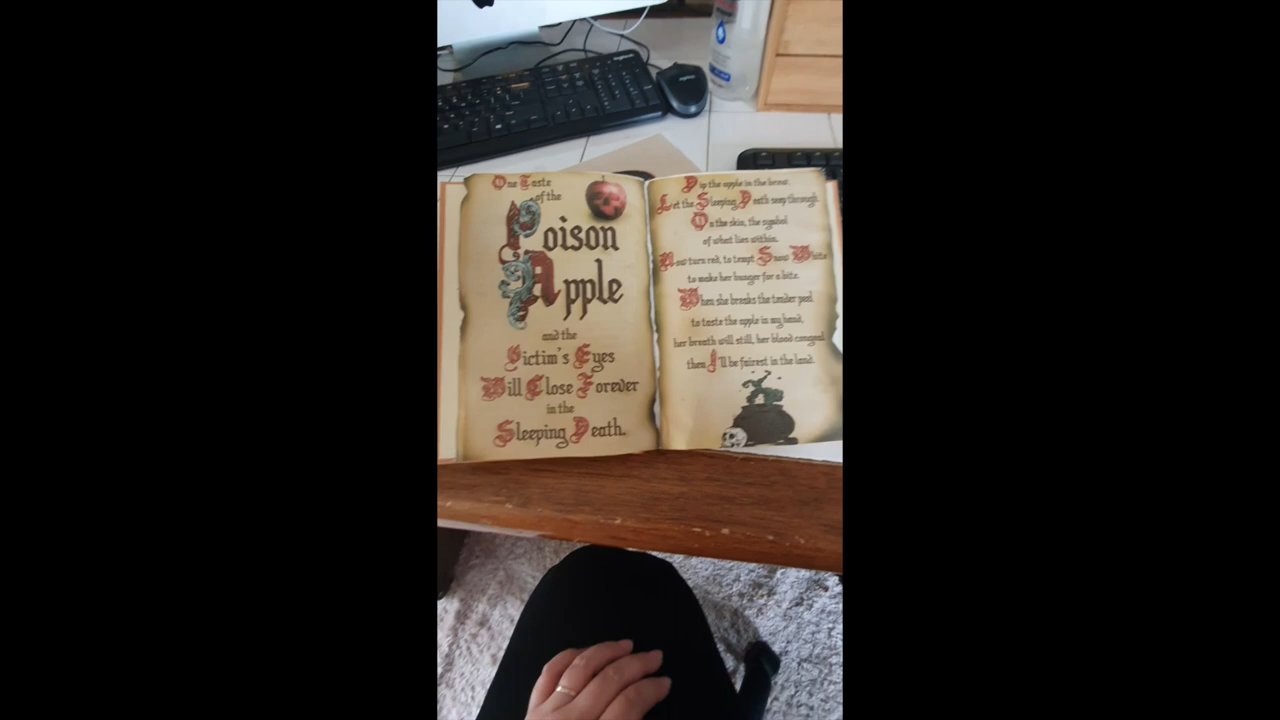 One Taste
of the
Poison
Apple
and the
Victim's Eyes
Will Close Forever
in the
Sleeping Death.
Dip the apple in the brew.
Let the Sleeping Death seep through.
On the skin, the symbol
of what lies within.
Now turn red, to tempt Snow White
to make her hunger for a bite.
When she breaks the tender peel
to taste the apple in my hand,
her breath will still, her blood congeal
then I'll be fairest in the land.